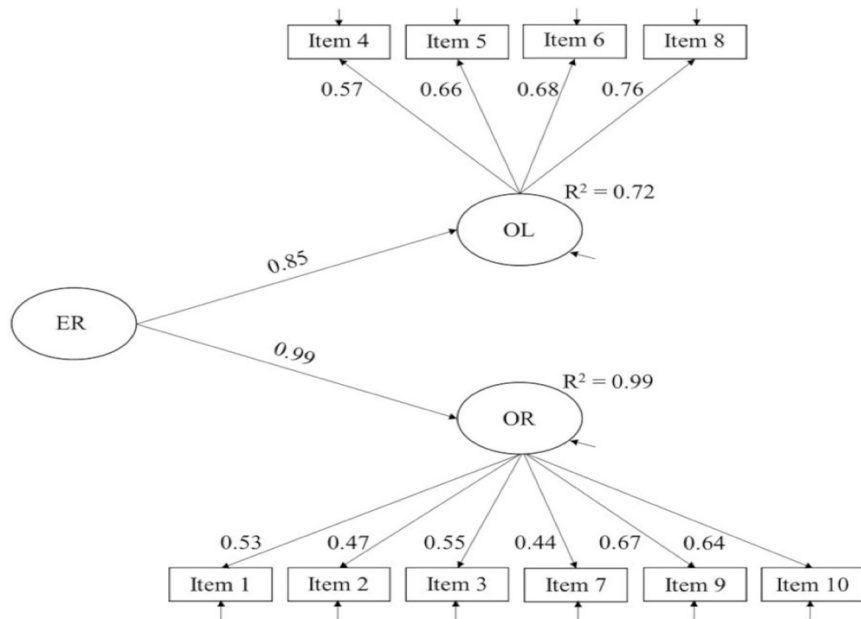 Item 4 Item 5 Item 6 Item 8
0.57 0.66 0.68 0.76
R² = 0.72
OL
0.85
ER
0.99
R² = 0.99
OR
0.53 0.47 0.55 0.44 0.67 0.64
Item 1 Item 2 Item 3 Item 7 Item 9 Item 10